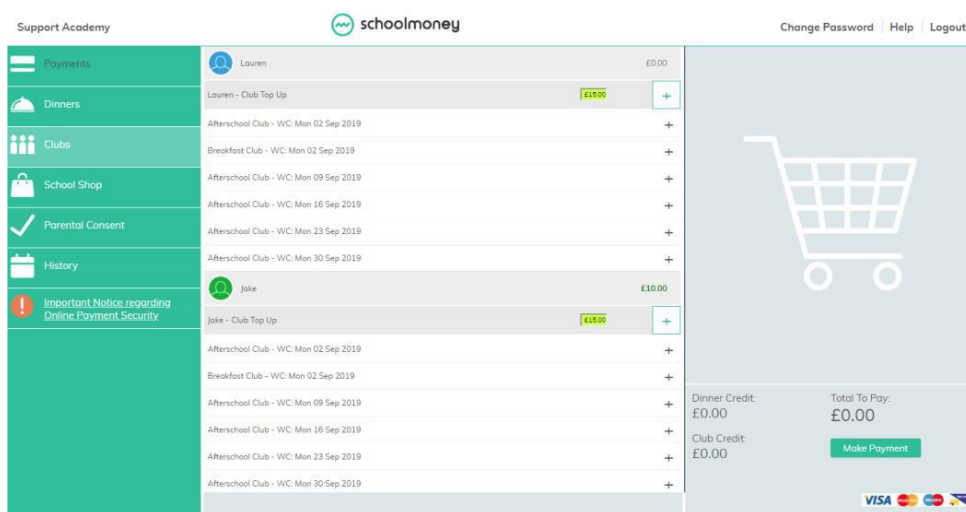 Support Academy
schoolmoney
Change Password Help Logout
Payments
Dinners
Clubs
School Shop
Parental Consent
History
Important Notice regarding
Online Payment Security
Lauren £0.00
Lauren - Club Top Up £15.00 +
Afterschool Club - WC: Mon 02 Sep 2019 +
Breakfast Club - WC: Mon 02 Sep 2019 +
Afterschool Club - WC: Mon 09 Sep 2019 +
Afterschool Club - WC: Mon 16 Sep 2019 +
Afterschool Club - WC: Mon 23 Sep 2019 +
Afterschool Club - WC: Mon 30 Sep 2019 +
Jake £10.00
Jake - Club Top Up £15.00 +
Afterschool Club - WC: Mon 02 Sep 2019 +
Breakfast Club - WC: Mon 02 Sep 2019 +
Afterschool Club - WC: Mon 09 Sep 2019 +
Afterschool Club - WC: Mon 16 Sep 2019 +
Afterschool Club - WC: Mon 23 Sep 2019 +
Afterschool Club - WC: Mon 30 Sep 2019 +
Dinner Credit:
£0.00
Club Credit:
£0.00
Total To Pay:
£0.00
Make Payment
VISA